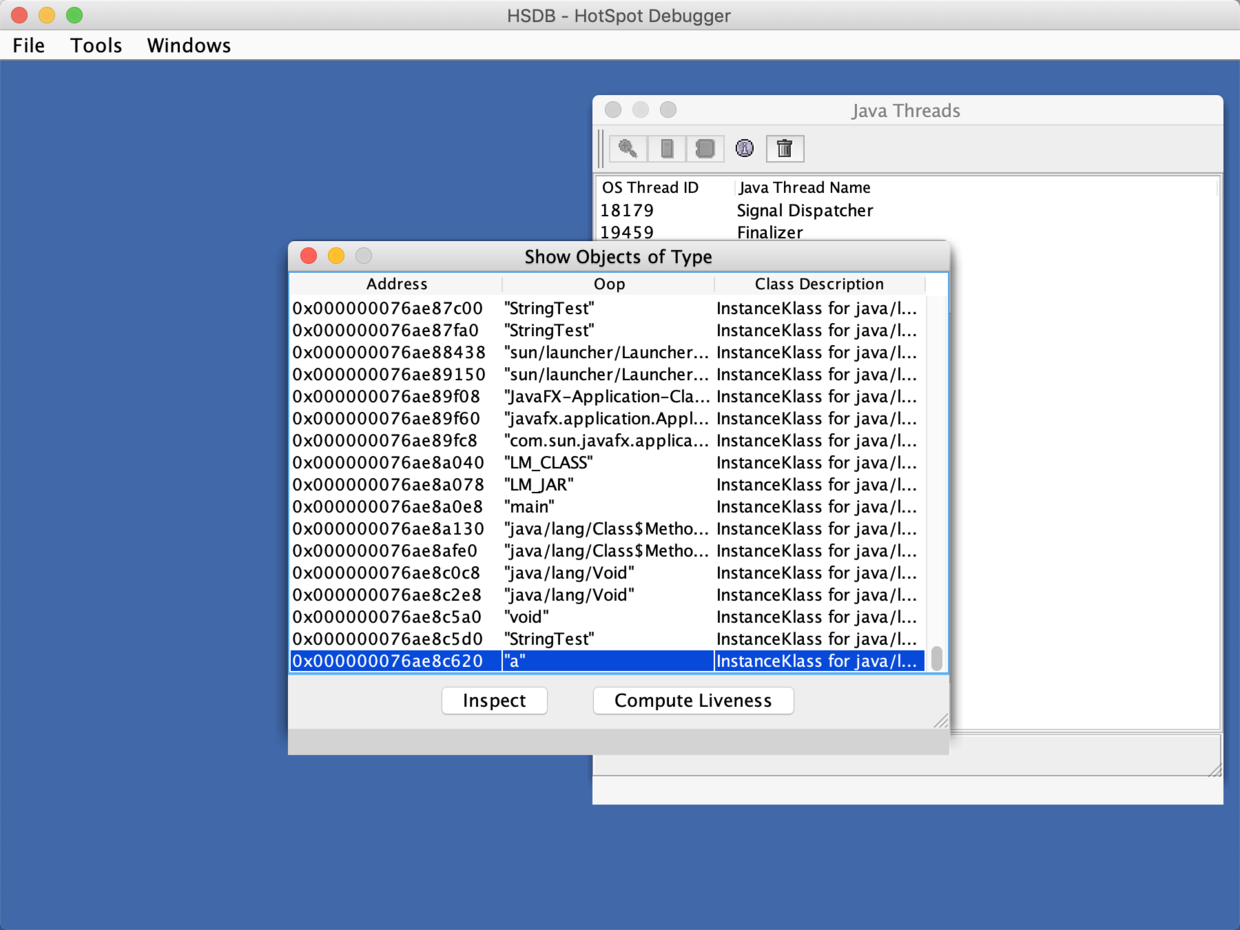 HSDB - HotSpot Debugger
File Tools Windows
Java Threads
OS Thread ID Java Thread Name
18179 Signal Dispatcher
19459 Finalizer
Show Objects of Type
Address Oop Class Description
0x000000076ae87c00 "StringTest" InstanceKlass for java/l...
0x000000076ae87fa0 "StringTest" InstanceKlass for java/l...
0x000000076ae88438 "sun/launcher/Launcher... InstanceKlass for java/l...
0x000000076ae89150 "sun/launcher/Launcher... InstanceKlass for java/l...
0x000000076ae89f08 "JavaFX-Application-Cla... InstanceKlass for java/l...
0x000000076ae89f60 "javafx.application.Appl... InstanceKlass for java/l...
0x000000076ae89fc8 "com.sun.javafx.applica... InstanceKlass for java/l...
0x000000076ae8a040 "LM_CLASS" InstanceKlass for java/l...
0x000000076ae8a078 "LM_JAR" InstanceKlass for java/l...
0x000000076ae8a0e8 "main" InstanceKlass for java/l...
0x000000076ae8a130 "java/lang/Class$Metho... InstanceKlass for java/l...
0x000000076ae8afe0 "java/lang/Class$Metho... InstanceKlass for java/l...
0x000000076ae8c0c8 "java/lang/Void" InstanceKlass for java/l...
0x000000076ae8c2e8 "java/lang/Void" InstanceKlass for java/l...
0x000000076ae8c5a0 "void" InstanceKlass for java/l...
0x000000076ae8c5d0 "StringTest" InstanceKlass for java/l...
0x000000076ae8c620 "a" InstanceKlass for java/l...
Inspect Compute Liveness